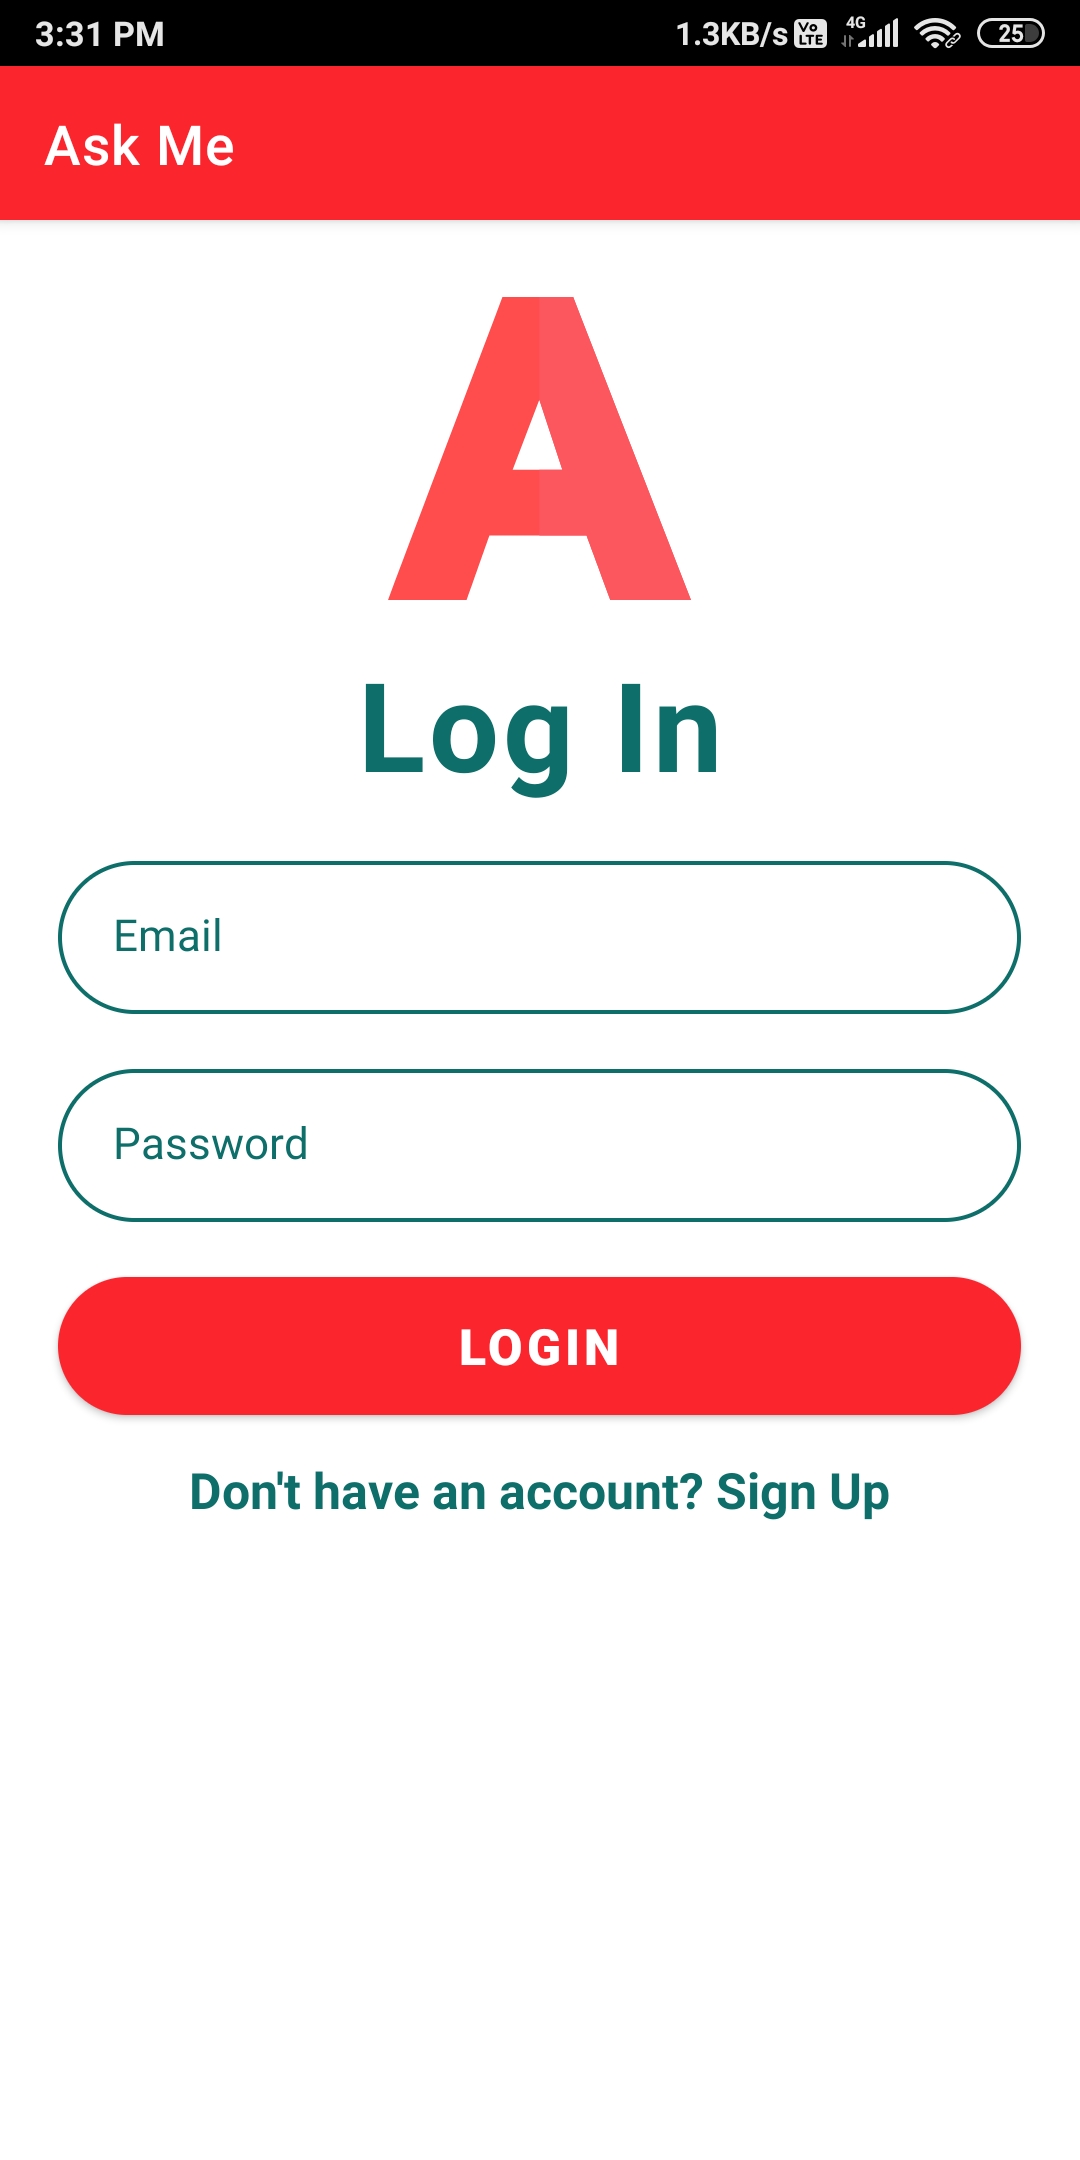 3:31 PM 1.3KB/s Vo LTE 4G 25
Ask Me
A
Log In
Email
Password
LOGIN
Don't have an account? Sign Up